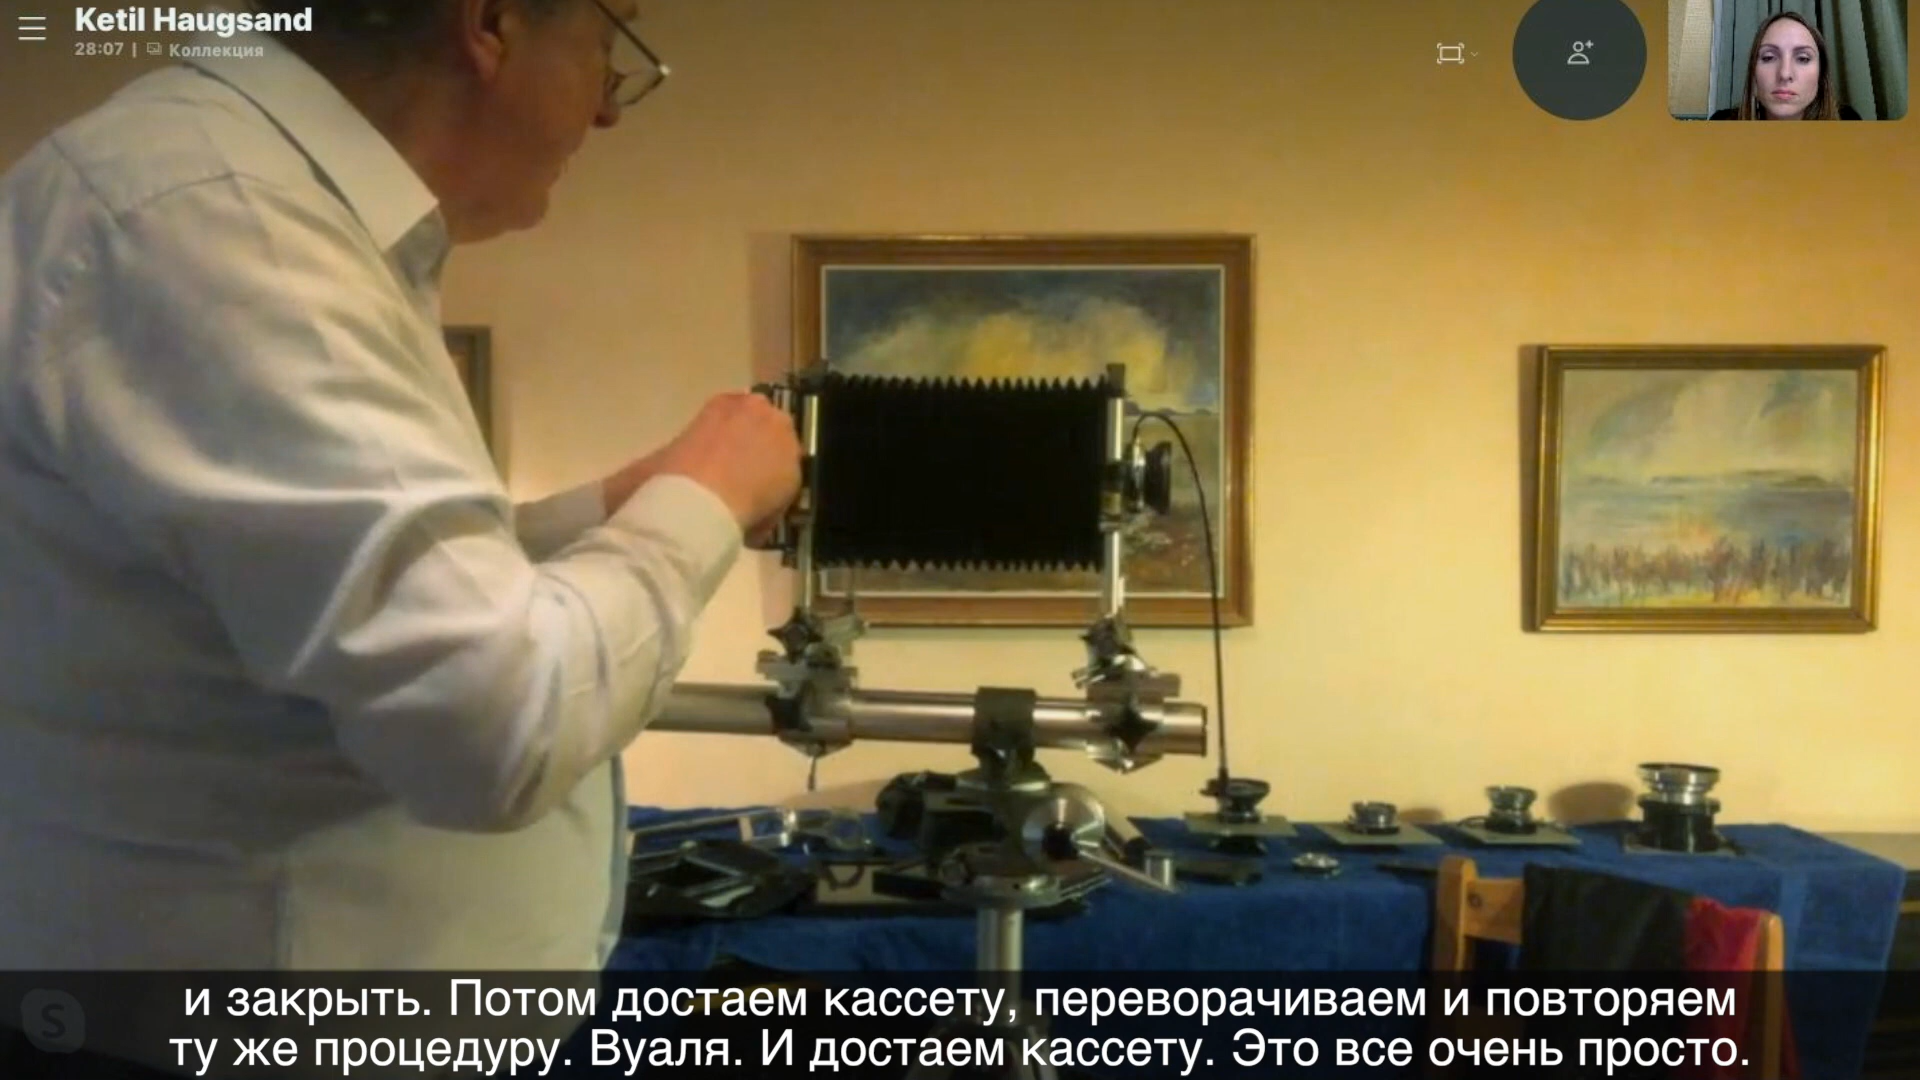 Ketil Haugsand
28:07 | Коллекция
S
и закрыть. Потом достаем кассету, переворачиваем и повторяем
ту же процедуру. Вуаля. И достаем кассету. Это все очень просто.